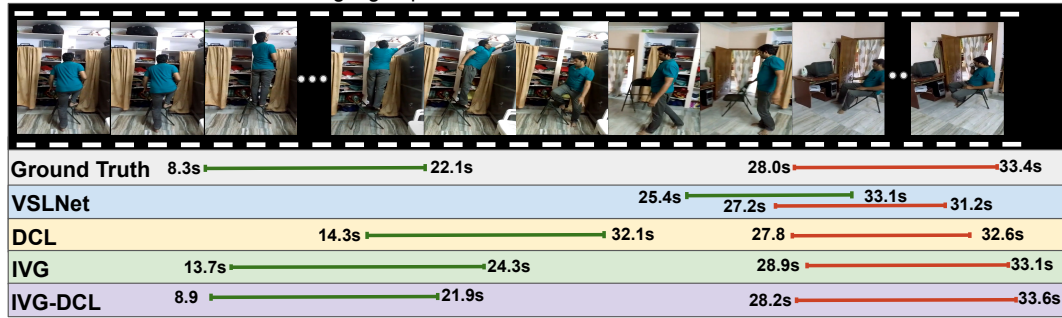 Ground Truth 8.3s 22.1s 28.0s 33.4s
VSLNet 25.4s 33.1s 27.2s 31.2s
DCL 14.3s 32.1s 27.8 32.6s
IVG 13.7s 24.3s 28.9s 33.1s
IVG-DCL 8.9 21.9s 28.2s 33.6s